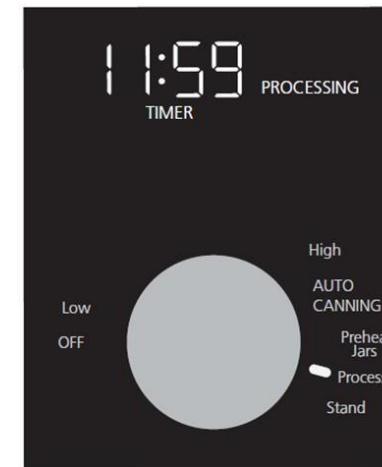 11:59 PROCESSING
TIMER
High
AUTO
CANNING
Low
OFF
Jars
Stand